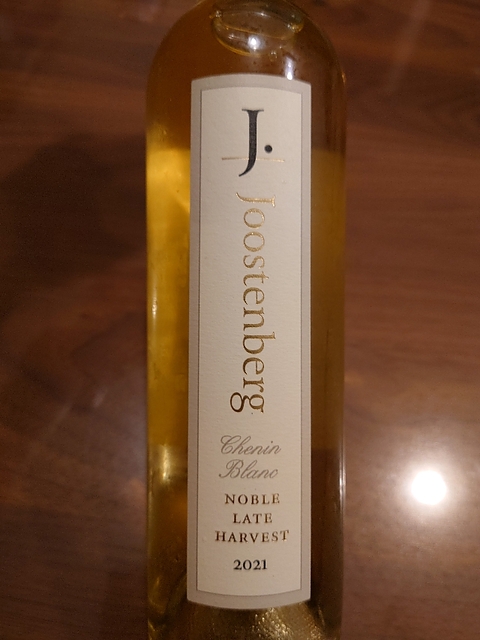 J.
Joostenberg
Chenin
Blanc
NOBLE
LATE
HARVEST
2021